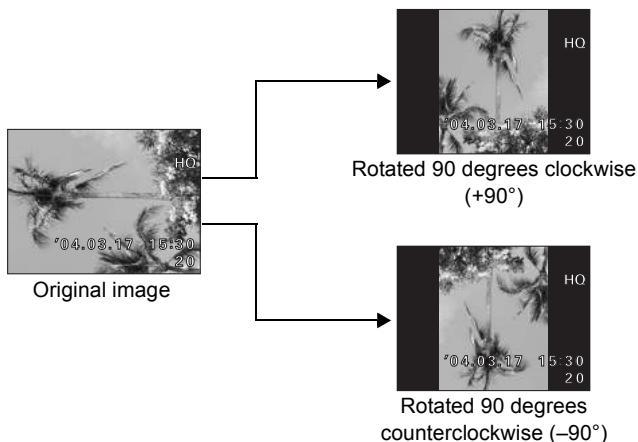 HQ
'04.03.17 15:30
20
Rotated 90 degrees clockwise
(+90°)
HQ
'04.03.17 15:30
20
Original image
HQ
'04.03.17 15:30
20
Rotated 90 degrees
counterclockwise (–90°)